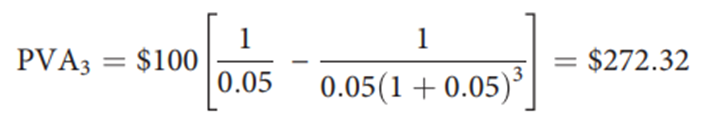 PVA₃ = $100 [ 1/0.05 − 1/0.05(1 + 0.05)³ ] = $272.32